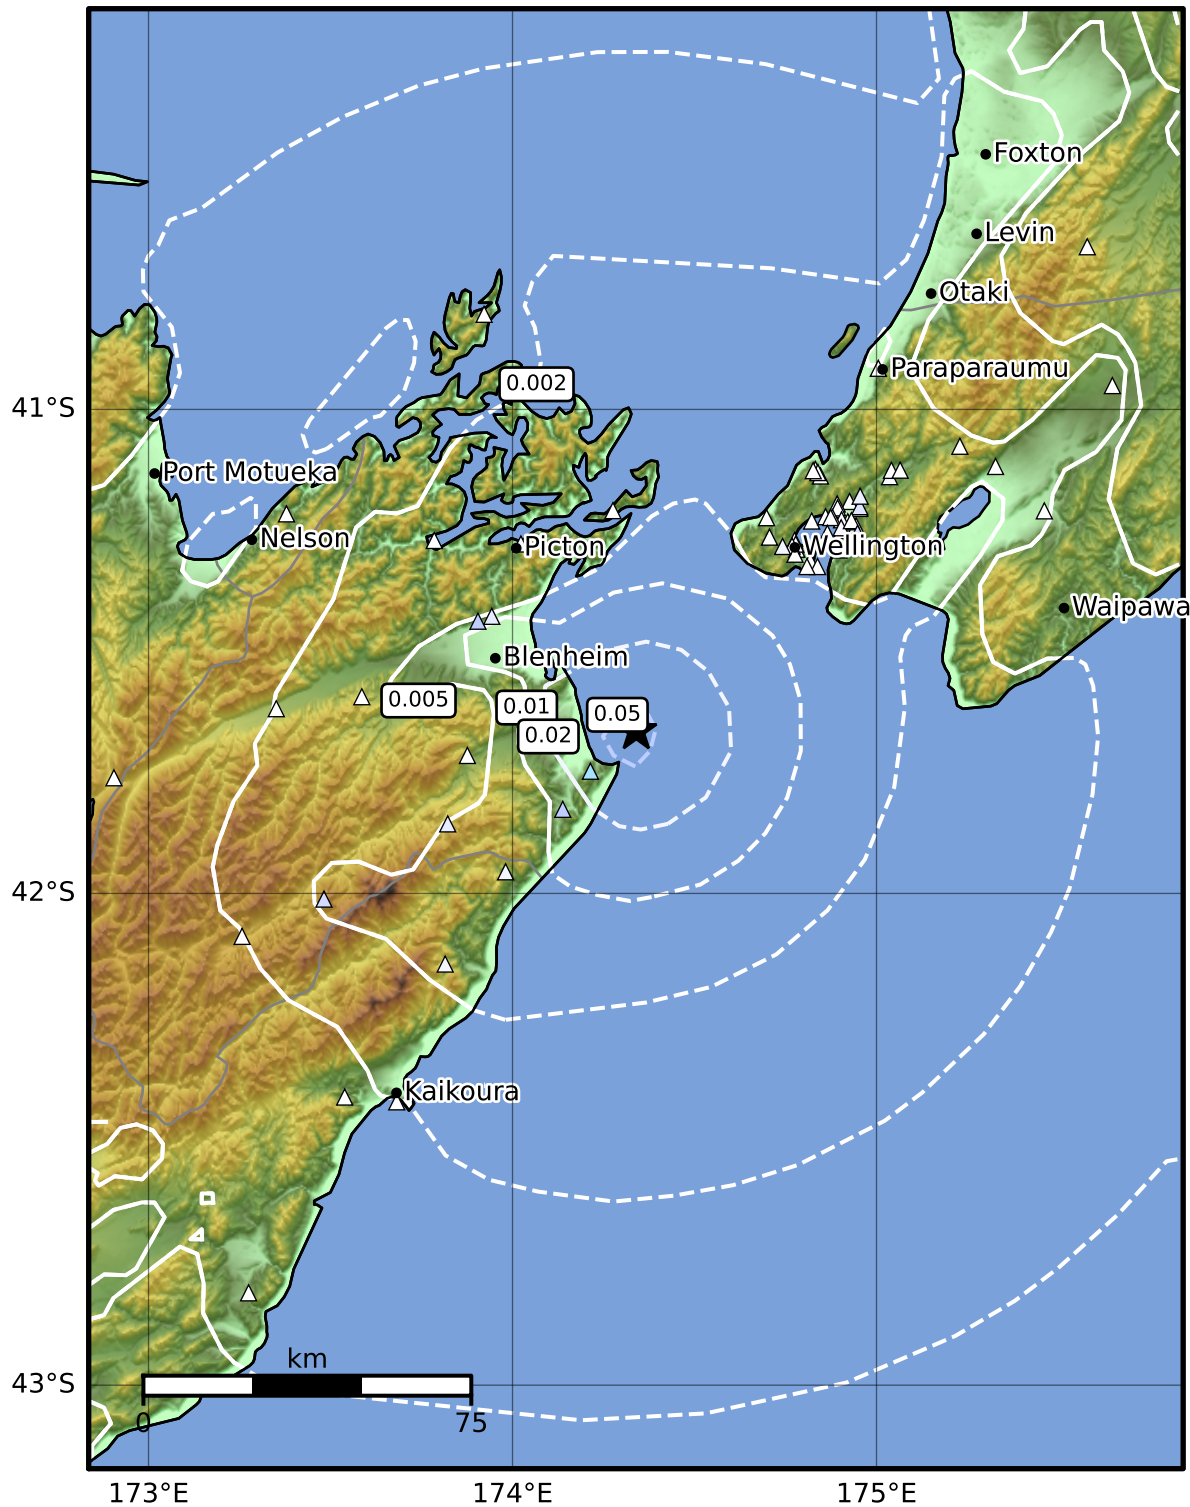 Foxton
Levin
Otaki
Paraparaumu
0.002
41°S
Port Motueka
Nelson
Picton
Wellington
Waipawa
Blenheim
0.005
0.01
0.05
0.02
42°S
Kaikoura
km
43°S
0
75
173°E
174°E
175°E